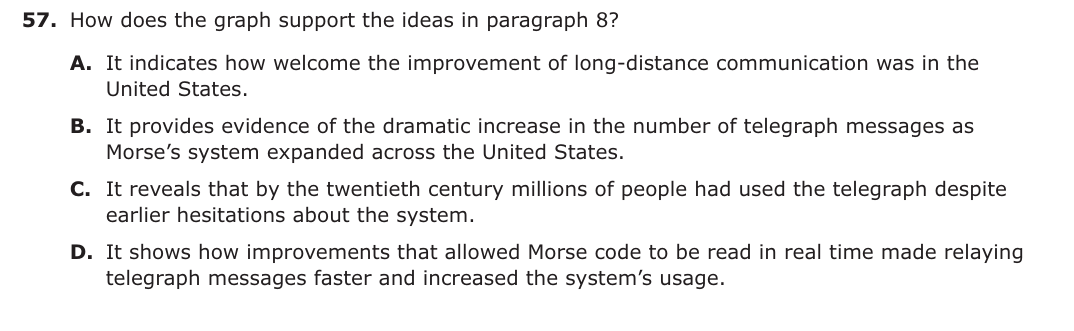 57. How does the graph support the ideas in paragraph 8?
A. It indicates how welcome the improvement of long-distance communication was in the
United States.
B. It provides evidence of the dramatic increase in the number of telegraph messages as
Morse's system expanded across the United States.
C. It reveals that by the twentieth century millions of people had used the telegraph despite
earlier hesitations about the system.
D. It shows how improvements that allowed Morse code to be read in real time made relaying
telegraph messages faster and increased the system's usage.